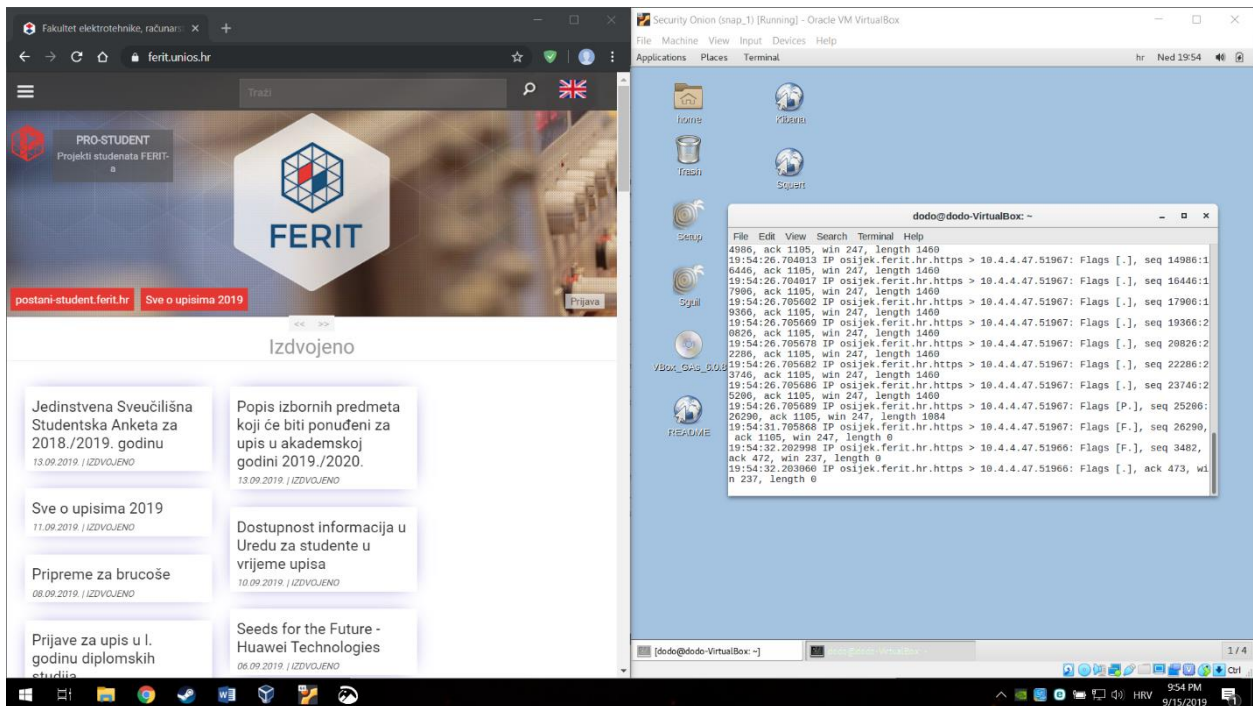 Fakultet elektrotehnike, računars
ferit.unios.hr
Traži
PRO-STUDENT
Projekti studenata FERIT-
a
FERIT
postani-student.ferit.hr
Sve o upisima 2019
Prijava
<< >>
Izdvojeno
Jedinstvena Sveučilišna
Studentska Anketa za
2018./2019. godinu
13.09.2019. | IZDVOJENO
Sve o upisima 2019
11.09.2019. | IZDVOJENO
Pripreme za brucoše
08.09.2019. | IZDVOJENO
Prijave za upis u I.
godinu diplomskih
studija
Popis izbornih predmeta
koji će biti ponuđeni za
upis u akademskoj
godini 2019./2020.
13.09.2019. | IZDVOJENO
Dostupnost informacija u
Uredu za studente u
vrijeme upisa
10.09.2019. | IZDVOJENO
Seeds for the Future -
Huawei Technologies
06.09.2019. | IZDVOJENO
Security Onion (snap_1) [Running] - Oracle VM VirtualBox
File Machine View Input Devices Help
Applications Places Terminal
hr Ned 19:54
home
Kibana
Trash
Squert
Setup
Sguil
VBox_GAs_6.0.8
README
dodo@dodo-VirtualBox: ~
File Edit View Search Terminal Help
4986, ack 1105, win 247, length 1460
19:54:26.704013 IP osijek.ferit.hr.https > 10.4.4.47.51967: Flags [.], seq 14986:1
6446, ack 1105, win 247, length 1460
19:54:26.704017 IP osijek.ferit.hr.https > 10.4.4.47.51967: Flags [.], seq 16446:1
7906, ack 1105, win 247, length 1460
19:54:26.705602 IP osijek.ferit.hr.https > 10.4.4.47.51967: Flags [.], seq 17906:1
9366, ack 1105, win 247, length 1460
19:54:26.705669 IP osijek.ferit.hr.https > 10.4.4.47.51967: Flags [.], seq 19366:2
0826, ack 1105, win 247, length 1460
19:54:26.705678 IP osijek.ferit.hr.https > 10.4.4.47.51967: Flags [.], seq 20826:2
2286, ack 1105, win 247, length 1460
19:54:26.705682 IP osijek.ferit.hr.https > 10.4.4.47.51967: Flags [.], seq 22286:2
3746, ack 1105, win 247, length 1460
19:54:26.705686 IP osijek.ferit.hr.https > 10.4.4.47.51967: Flags [.], seq 23746:2
5206, ack 1105, win 247, length 1460
19:54:26.705689 IP osijek.ferit.hr.https > 10.4.4.47.51967: Flags [P.], seq 25206:
26290, ack 1105, win 247, length 1084
19:54:31.705868 IP osijek.ferit.hr.https > 10.4.4.47.51967: Flags [F.], seq 26290,
ack 1105, win 247, length 0
19:54:32.202998 IP osijek.ferit.hr.https > 10.4.4.47.51966: Flags [F.], seq 3482,
ack 472, win 237, length 0
19:54:32.203060 IP osijek.ferit.hr.https > 10.4.4.47.51966: Flags [.], ack 473, wi
n 237, length 0
[dodo@dodo-VirtualBox: ~]
dodo@dodo-VirtualBox: ~
1 / 4
Ctrl
HRV
9:54 PM
9/15/2019